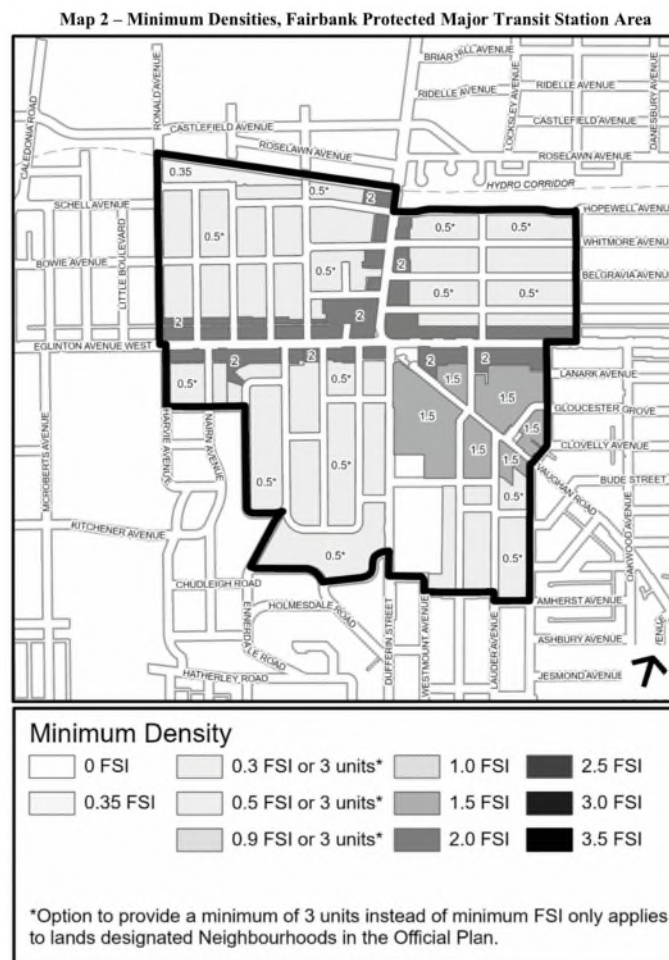 Map 2 – Minimum Densities, Fairbank Protected Major Transit Station Area
BRIAR HILL AVENUE
RIDELLE AVENUE
RIDELLE AVENUE
CASTLEFIELD AVENUE
CASTLEFIELD AVENUE
ROSELAWN AVENUE
ROSELAWN AVENUE
CALEDONIA ROAD
RONALD AVENUE
LOCKSLEY AVENUE
DANESBURY AVENUE
HYDRO CORRIDOR
0.35
0.5*
2
SCHELL AVENUE
HOPEWELL AVENUE
0.5*
0.5*
WHITMORE AVENUE
LITTLE BOULEVARD
BOWIE AVENUE
0.5*
0.5*
2
BELGRAVIA AVENUE
0.5*
0.5*
2
2
EGLINTON AVENUE WEST
2
2
2
2
2
LANARK AVENUE
0.5*
0.5*
1.5
1.5
1.5
GLOUCESTER GROVE
1.5
CLOVELLY AVENUE
HARVIE AVENUE
NAIRN AVENUE
MCROBERTS AVENUE
0.5*
0.5*
1.5
1.5
VAUGHAN ROAD
BUDE STREET
0.5*
OAKWOOD AVENUE
KITCHENER AVENUE
0.5*
0.5*
CHUDLEIGH ROAD
ENNERDALE ROAD
HOLMESDALE ROAD
DUFFERIN STREET
WESTMOUNT AVENUE
LAUDER AVENUE
AMHERST AVENUE
ASHBURY AVENUE
HATHERLEY ROAD
JESMOND AVENUE
Minimum Density
0 FSI
0.3 FSI or 3 units*
1.0 FSI
2.5 FSI
0.35 FSI
0.5 FSI or 3 units*
1.5 FSI
3.0 FSI
0.9 FSI or 3 units*
2.0 FSI
3.5 FSI
*Option to provide a minimum of 3 units instead of minimum FSI only applies
to lands designated Neighbourhoods in the Official Plan.